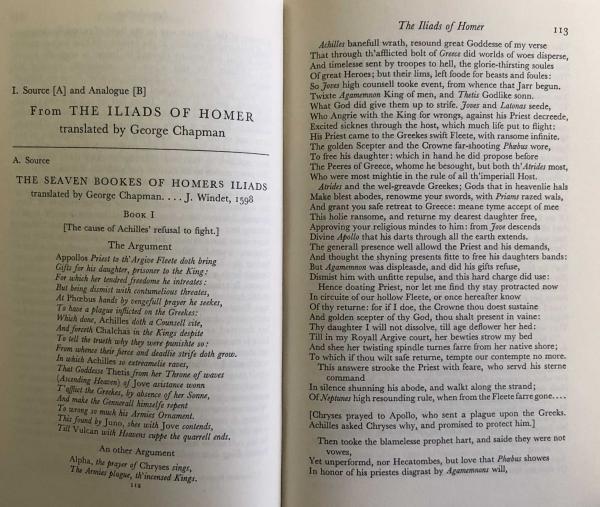 I. Source [A] and Analogue [B]
From THE ILIADS OF HOMER
translated by George Chapman
A. Source
THE SEAVEN BOOKES OF HOMERS ILIADS
translated by George Chapman. . . . J. Windet, 1598
BOOK I
[The cause of Achilles' refusal to fight.]
The Argument
Appollos Priest to th'Argive Fleete doth bring
Gifts for his daughter, prisoner to the King:
For which her tendred freedome he intreates:
But being dismist with contumelious threates,
At Phœbus hands by vengefull prayer he seekes,
To have a plague inflicted on the Greekes:
Which done, Achilles doth a Counsell cite,
And forceth Chalchas in the Kings despite
To tell the trueth why they were punishte so:
From whence their fierce and deadlie strife doth grow.
In which Achilles so extreamelie raves,
That Goddesse Thetis from her Throne of waves
(Ascending Heaven) of Jove asistance wonn
T'afflict the Greekes, by absence of her Sonne,
And make the Gennerall himselfe repent
To wrong so much his Armies Ornament.
This found by Juno, shee with Jove contends,
Till Vulcan with Heavens cuppe the quarrell ends.
An other Argument
Alpha, the prayer of Chryses sings,
The Armies plague, th'incensed Kings.
112
The Iliads of Homer
113
Achilles banefull wrath, resound great Goddesse of my verse
That through th'afflicted bolt of Greece did worlds of woes disperse,
And timelesse sent by troopes to hell, the glorie-thirsting soules
Of great Heroes; but their lims, left foode for beasts and foules:
So Joves high counsell tooke event, from whence that Jarr begun.
Twixte Agamemnon King of men, and Thetis Godlike sonn.
What God did give them up to strife. Joves and Latonas seede,
Who Angrie with the King for wrongs, against his Priest decreede,
Excited sicknes through the host, which much life put to flight:
His Priest came to the Greekes swift Fleete, with ransome infinite.
The golden Scepter and the Crowne far-shooting Phœbus wore,
To free his daughter: which in hand he did propose before
The Peeres of Greece, whome he besought, but both th'Atrides most,
Who were most mightie in the rule of all th'imperiall Host.
Atrides and the wel-greavde Greekes; Gods that in heavenlie hals
Make blest abodes, renowme your swords, with Priams razed wals,
And grant you safe retreat to Greece: meane tyme accept of mee
This holie ransome, and returne my dearest daughter free,
Approving your religious mindes to him: from Jove descends
Divine Apollo that his darts through all the earth extends.
The generall presence well allowd the Priest and his demands,
And thought the shyning presents fitte to free his daughters bands:
But Agamemnon was displeasde, and did his gifts refuse,
Dismist him with unfitte repulse, and this hard charge did use:
Hence doating Priest, nor let me find thy stay protracted now
In circuite of our hollow Fleete, or once hereafter know
Of thy returne: for if I doe, the Crowne thou doest sustaine
And golden scepter of thy God, thou shalt present in vaine:
Thy daughter I will not dissolve, till age deflower her hed:
Till in my Royall Argive court, her bewties strow my bed
And shee her twisting spindle turnes farre from her native shore;
To which if thou wilt safe returne, tempte our contempte no more.
This answere strooke the Priest with feare, who servd his sterne
command
In silence shunning his abode, and walkt along the strand;
Of Neptunes high resounding rule, when from the Fleete farre gone. . . .
[Chryses prayed to Apollo, who sent a plague upon the Greeks.
Achilles asked Chryses why, and promised to protect him.]
Then tooke the blamelesse prophet hart, and saide they were not
vowes,
Yet unperformd, nor Hecatombes, but love that Phœbus showes
In honor of his priestes disgrast by Agamemnons will,